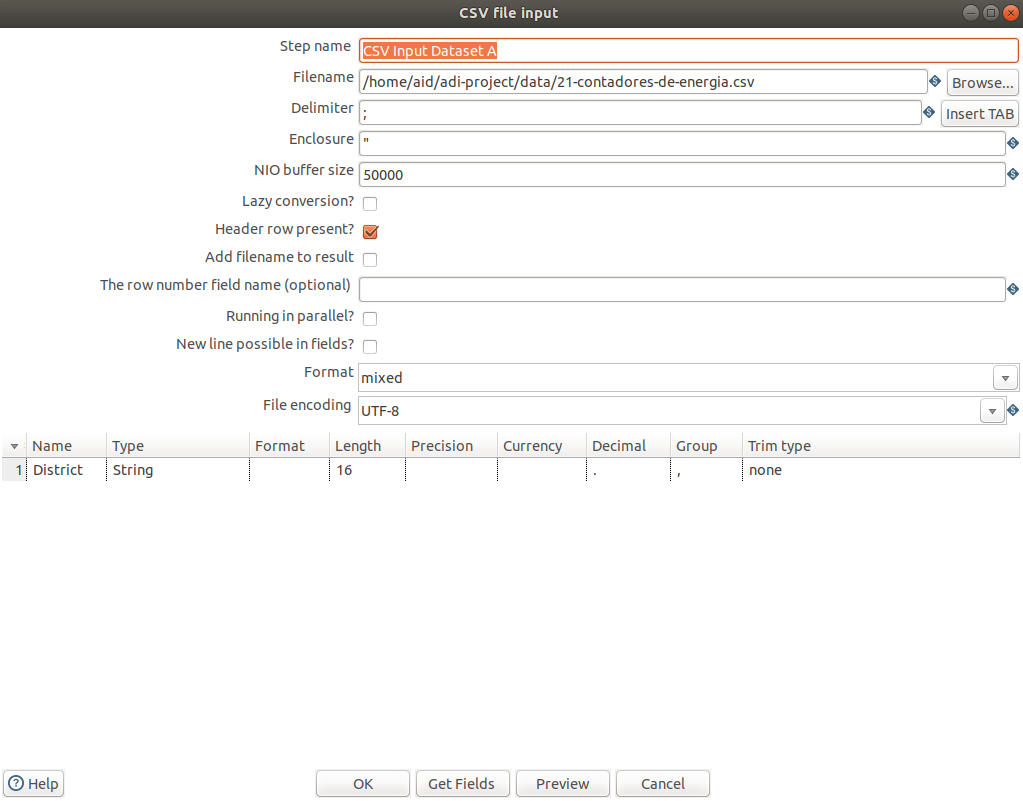 CSV file input
Step name CSV Input Dataset A
Filename /home/aid/adi-project/data/21-contadores-de-energia.csv Browse...
Delimiter ; Insert TAB
Enclosure "
NIO buffer size 50000
Lazy conversion?
Header row present?
Add filename to result
The row number field name (optional)
Running in parallel?
New line possible in fields?
Format mixed
File encoding UTF-8
Name Type Format Length Precision Currency Decimal Group Trim type
1 District String 16 . , none
Help OK Get Fields Preview Cancel